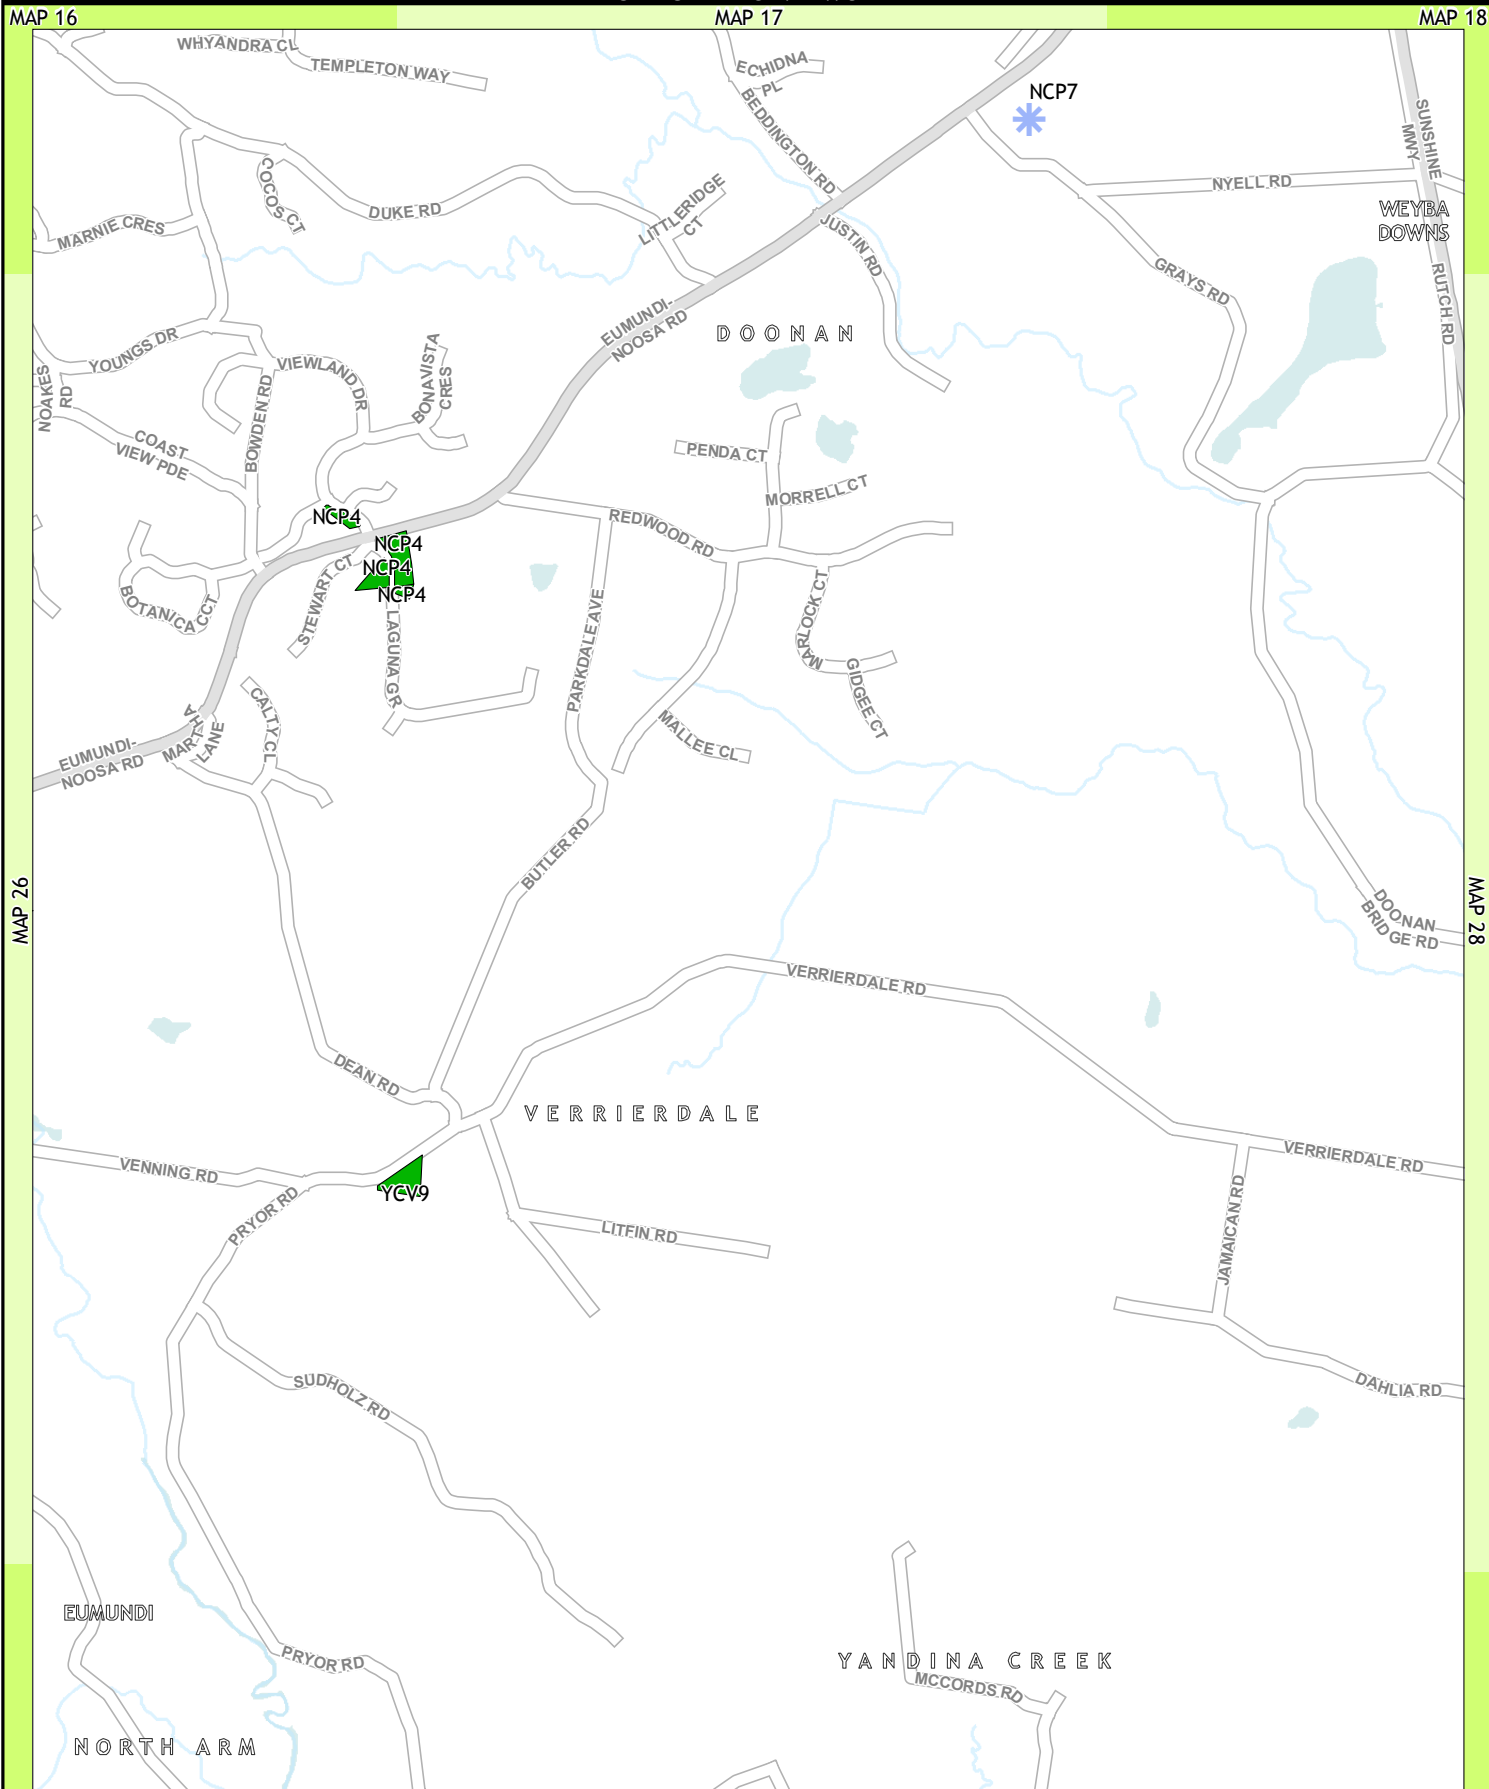 MAP 16
MAP 17
MAP 18
WHYANDRA CL
TEMPLETON WAY
ECHIDNA
PL
BEDDINGTON RD
NCP7
SUNSHINE
MWY
COCOS CT
DUKE RD
LITTLERIDGE
CT
NYELL RD
WEYBA
DOWNS
MARNIE CRES
JUSTIN RD
GRAYS RD
RUTCH RD
EUMUNDI-
NOOSA RD
DOONAN
YOUNGS DR
VIEWLAND DR
BONAVISTA
CRES
NOAKES
RD
BOWDEN RD
COAST
VIEW PDE
PENDA CT
MORRELL CT
NCP4
REDWOOD RD
NCP4
NCP4
NCP4
STEWART CT
BOTANICA CCT
LAGUNA GR
PARKDALE AVE
MARLOCK CT
GIDGEE CT
CALTY CL
MARTHA
LANE
MALLEE CL
EUMUNDI-
NOOSA RD
BUTLER RD
MAP 26
MAP 28
DOONAN
BRIDGE RD
VERRIERDALE RD
DEAN RD
VERRIERDALE
VENNING RD
VERRIERDALE RD
YCV9
PRYOR RD
LITFIN RD
JAMAICAN RD
SUDHOLZ RD
DAHLIA RD
EUMUNDI
PRYOR RD
YANDINA CREEK
MCCORDS RD
NORTH ARM